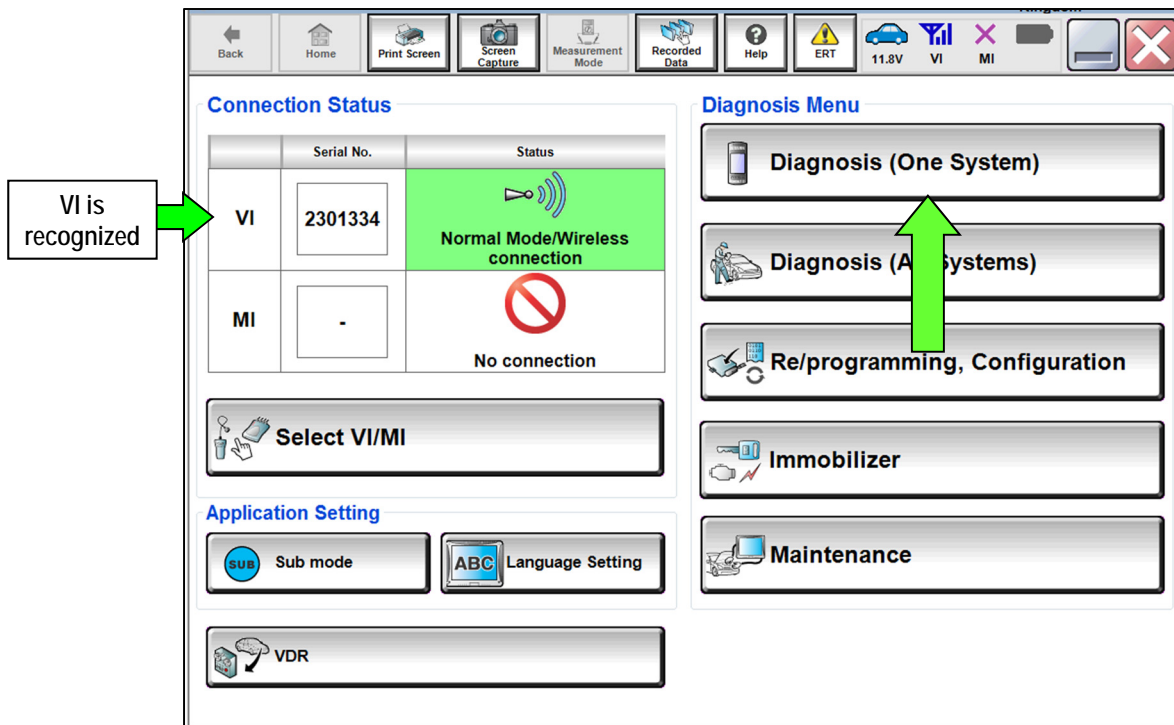 Back
Home
Print Screen
Screen
Capture
Measurement
Mode
Recorded
Data
Help
ERT
11.8V
VI
MI
Connection Status
Serial No.
Status
VI is
recognized
VI
2301334
Normal Mode/Wireless
connection
MI
-
No connection
Select VI/MI
Application Setting
SUB
Sub mode
ABC
Language Setting
VDR
Diagnosis Menu
Diagnosis (One System)
Diagnosis (A Systems)
Re/programming, Configuration
Immobilizer
Maintenance